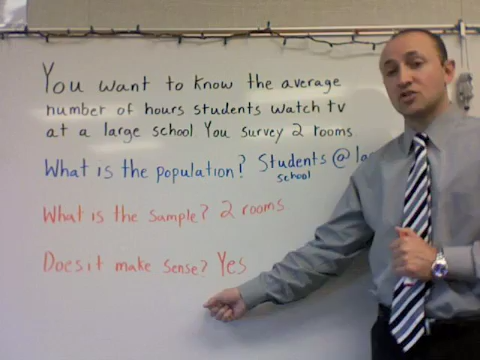 You want to know the average
number of hours students watch tv
at a large school You survey 2 rooms
What is the population? Students @
school
What is the sample? 2 rooms
Does it make sense? Yes